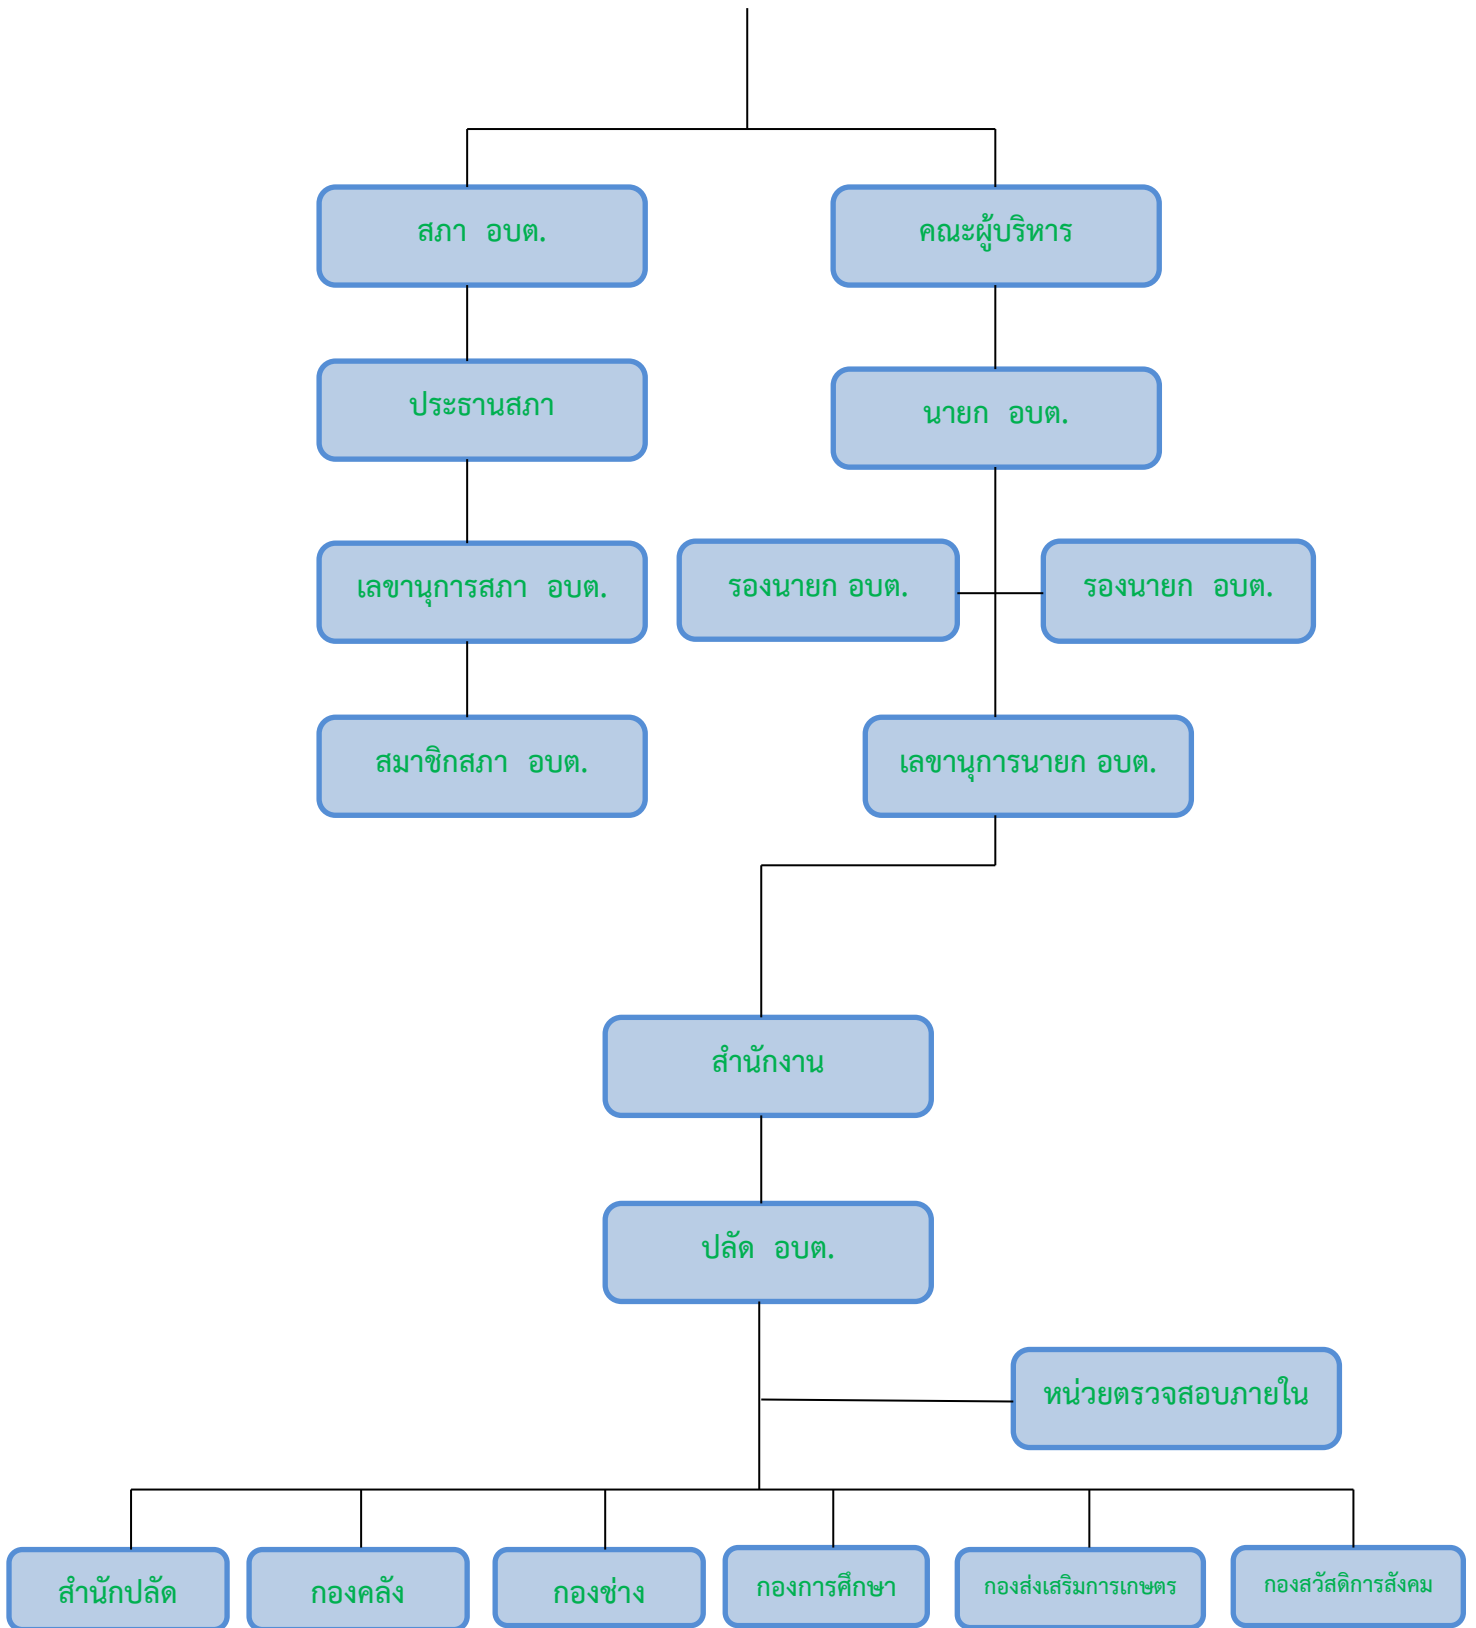 สภา อบต.
คณะผู้บริหาร
ประธานสภา
นายก อบต.
เลขานุการสภา อบต.
รองนายก อบต.
รองนายก อบต.
สมาชิกสภา อบต.
เลขานุการนายก อบต.
สำนักงาน
ปลัด อบต.
หน่วยตรวจสอบภายใน
สำนักปลัด
กองคลัง
กองช่าง
กองการศึกษา
กองส่งเสริมการเกษตร
กองสวัสดิการสังคม